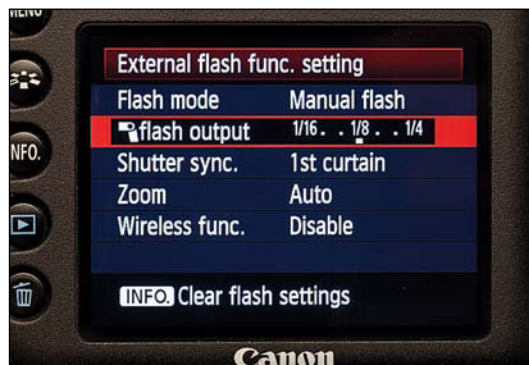 MENU
External flash func. setting
Flash mode Manual flash
flash output 1/16. . 1/8 . . 1/4
INFO.
Shutter sync. 1st curtain
Zoom Auto
Wireless func. Disable
INFO. Clear flash settings
Canon